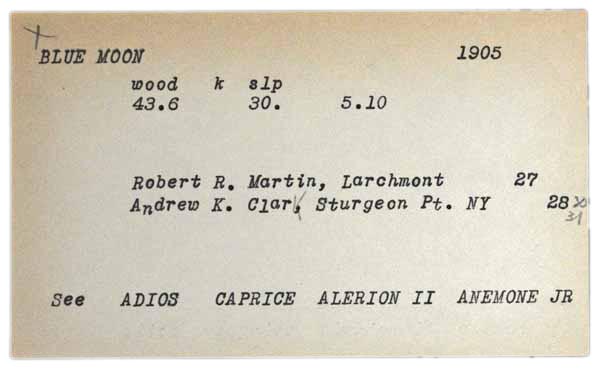 BLUE MOON 1905
wood k slp
43.6 30. 5.10
Robert R. Martin, Larchmont 27
Andrew K. Clark, Sturgeon Pt. NY 28
31
See ADIOS CAPRICE ALERION II ANEMONE JR